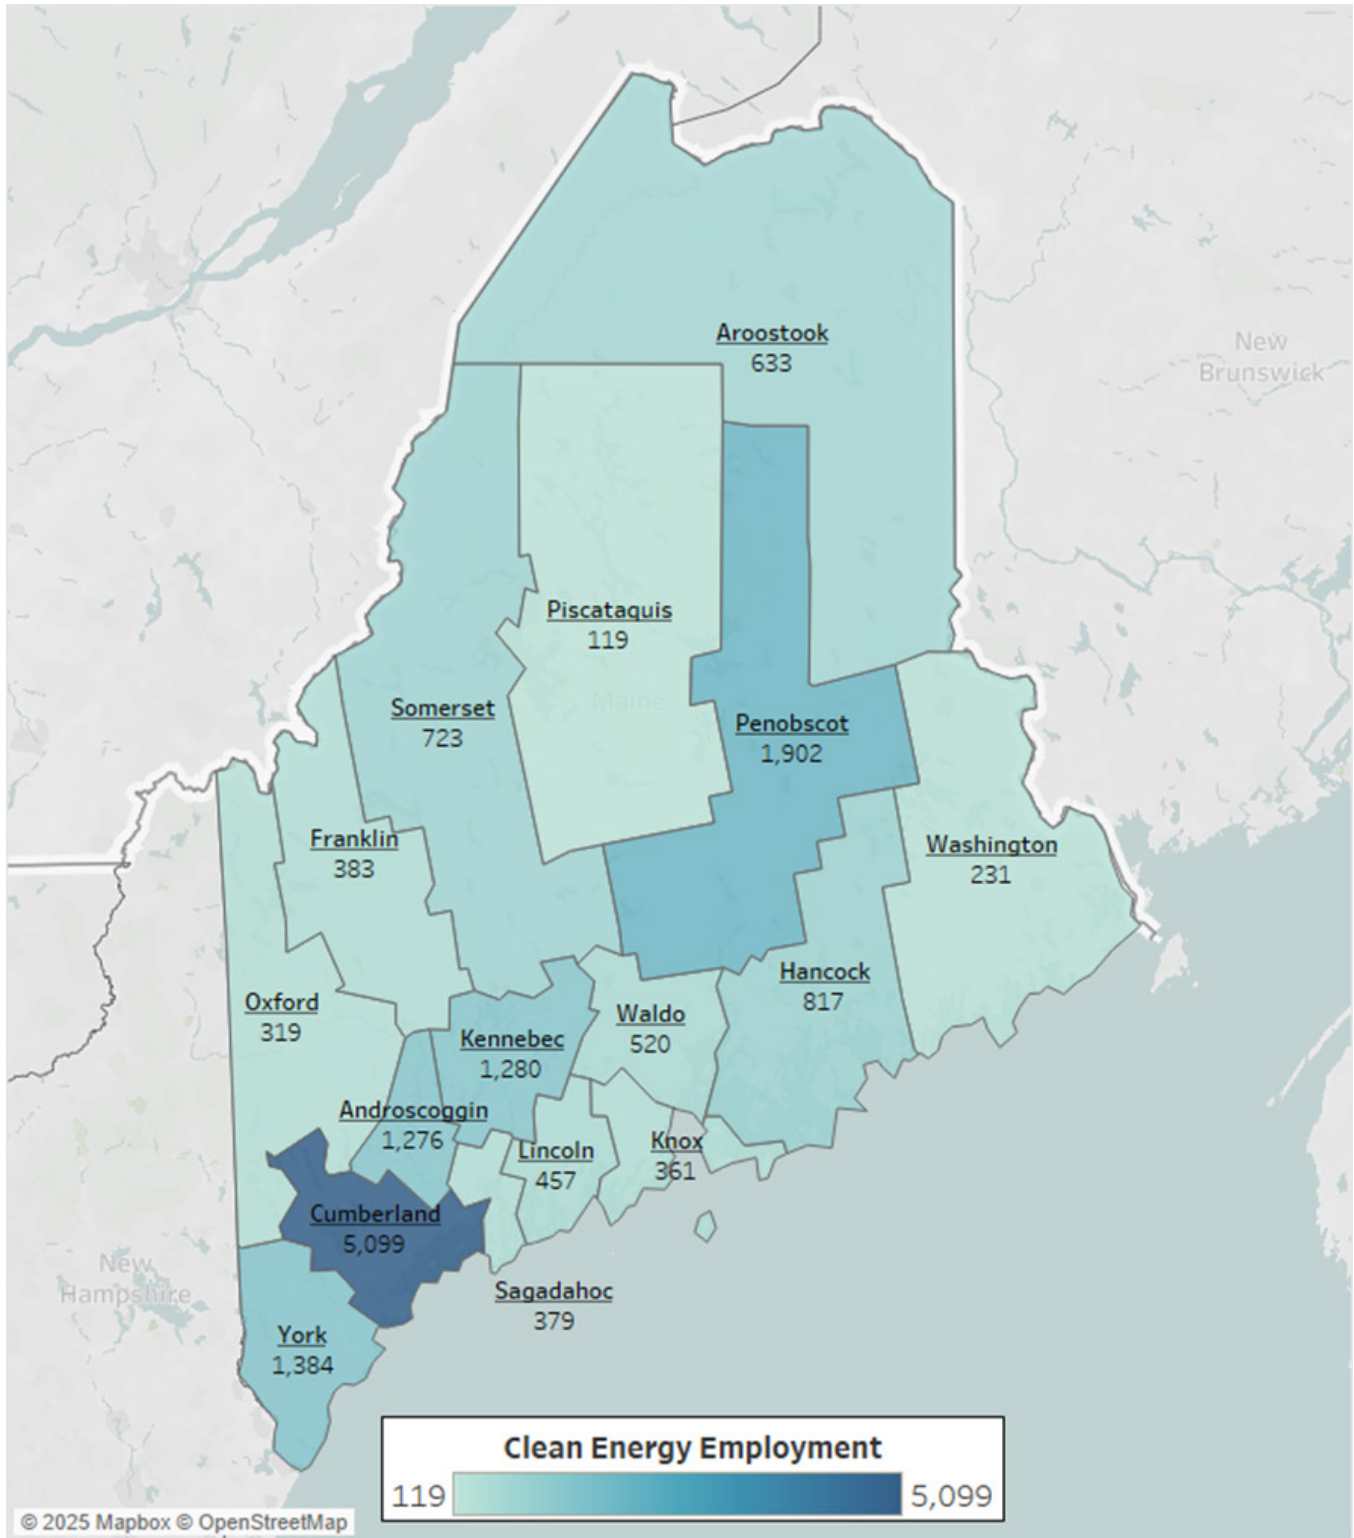 Aroostook
633
New
Brunswick
Piscataquis
119
Maine
Somerset
723
Penobscot
1,902
Franklin
383
Washington
231
Hancock
817
Oxford
319
Waldo
520
Kennebec
1,280
Androscoggin
1,276
Lincoln
457
Knox
361
Cumberland
5,099
New
Hampshire
Sagadahoc
379
York
1,384
Clean Energy Employment
119
5,099
© 2025 Mapbox © OpenStreetMap